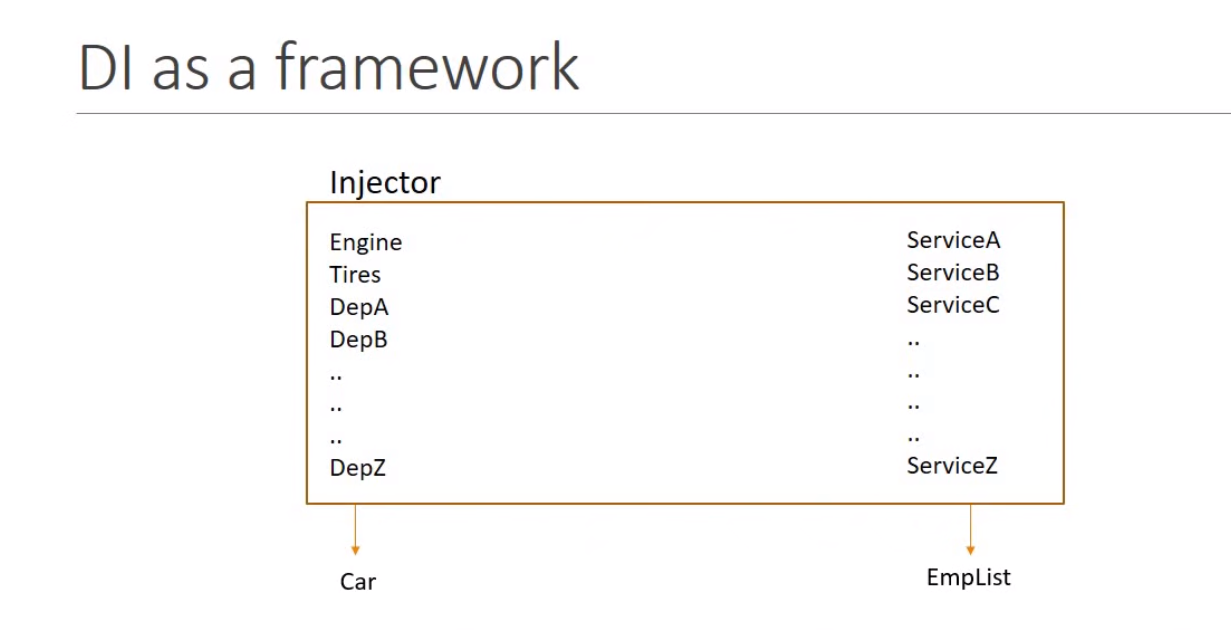 DI as a framework
Injector
Engine
Tires
DepA
DepB
..
..
..
DepZ
ServiceA
ServiceB
ServiceC
..
..
..
..
ServiceZ
Car
EmpList